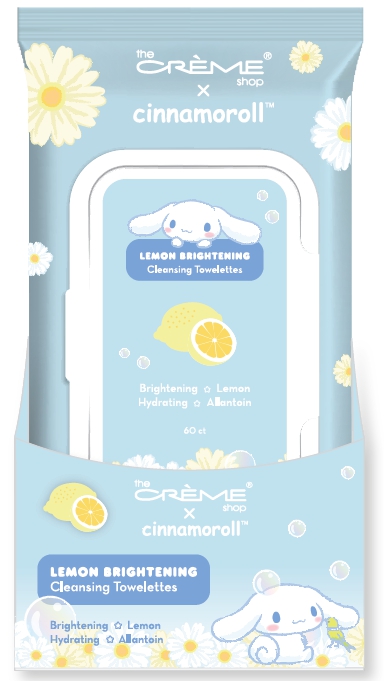 the
CRÈME®
shop
×
cinnamoroll™
LEMON BRIGHTENING
Cleansing Towelettes
Brightening ✿ Lemon
Hydrating ✿ Allantoin
60 ct
the
CRÈME®
shop
×
cinnamoroll™
LEMON BRIGHTENING
Cleansing Towelettes
Brightening ✿ Lemon
Hydrating ✿ Allantoin